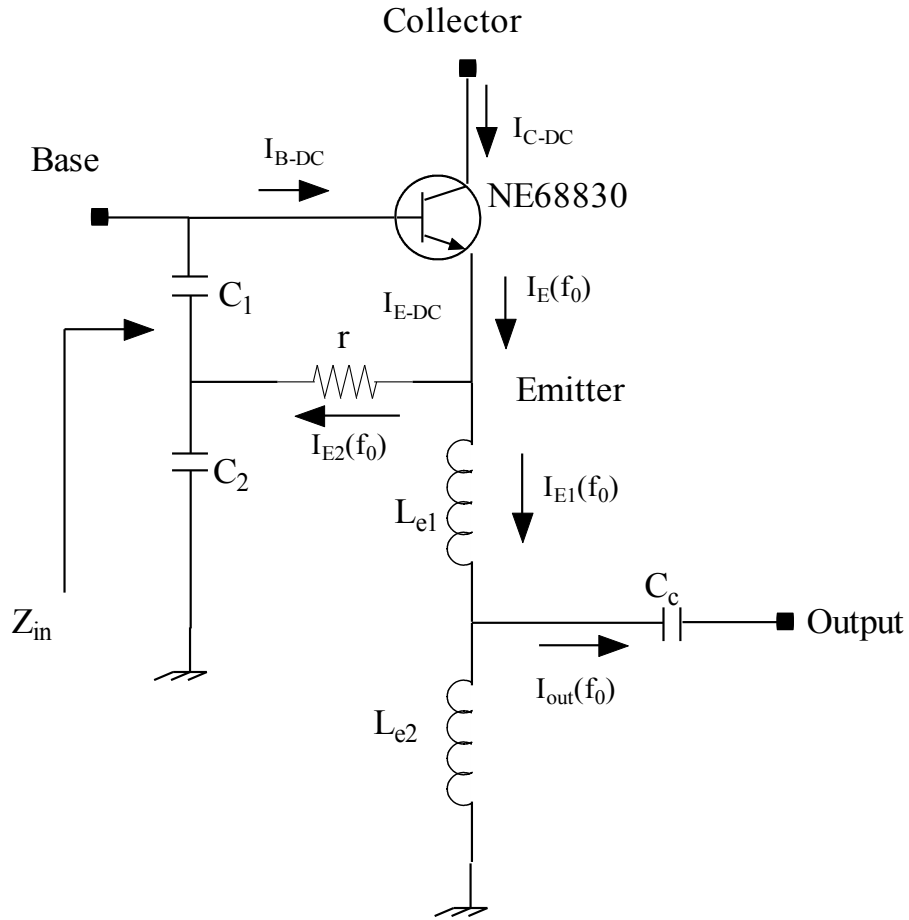 Collector
I_C-DC
Base
I_B-DC
NE68830
C_1
I_E-DC
I_E(f_0)
r
Emitter
I_E2(f_0)
C_2
I_E1(f_0)
L_e1
C_c
Z_in
Output
I_out(f_0)
L_e2